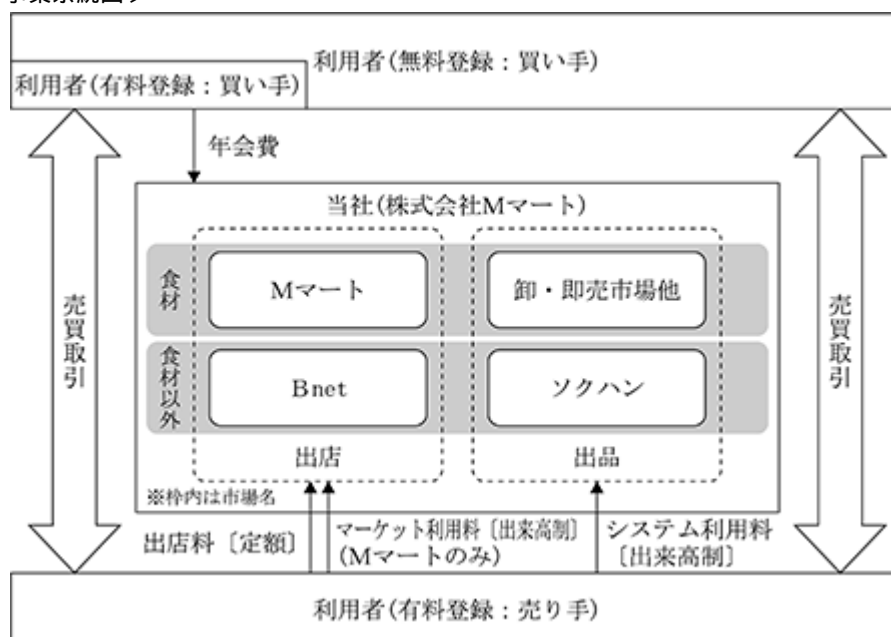 利用者(無料登録：買い手)
利用者(有料登録：買い手)
年会費
当社(株式会社Mマート)
食材
Mマート
卸・即売市場他
食材以外
Bnet
ソクハン
出店
出品
※枠内は市場名
売買取引
売買取引
出店料〔定額〕
マーケット利用料〔出来高制〕
(Mマートのみ)
システム利用料
〔出来高制〕
利用者(有料登録：売り手)